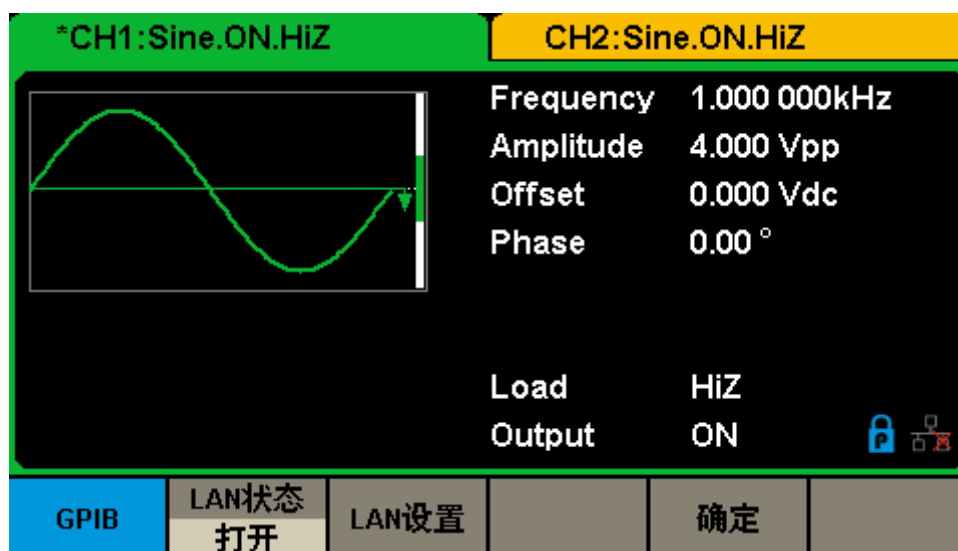 *CH1:Sine.ON.HiZ
CH2:Sine.ON.HiZ
Frequency 1.000 000kHz
Amplitude 4.000 Vpp
Offset 0.000 Vdc
Phase 0.00 °
Load HiZ
Output ON
P
GPIB
LAN状态
打开
LAN设置
确定